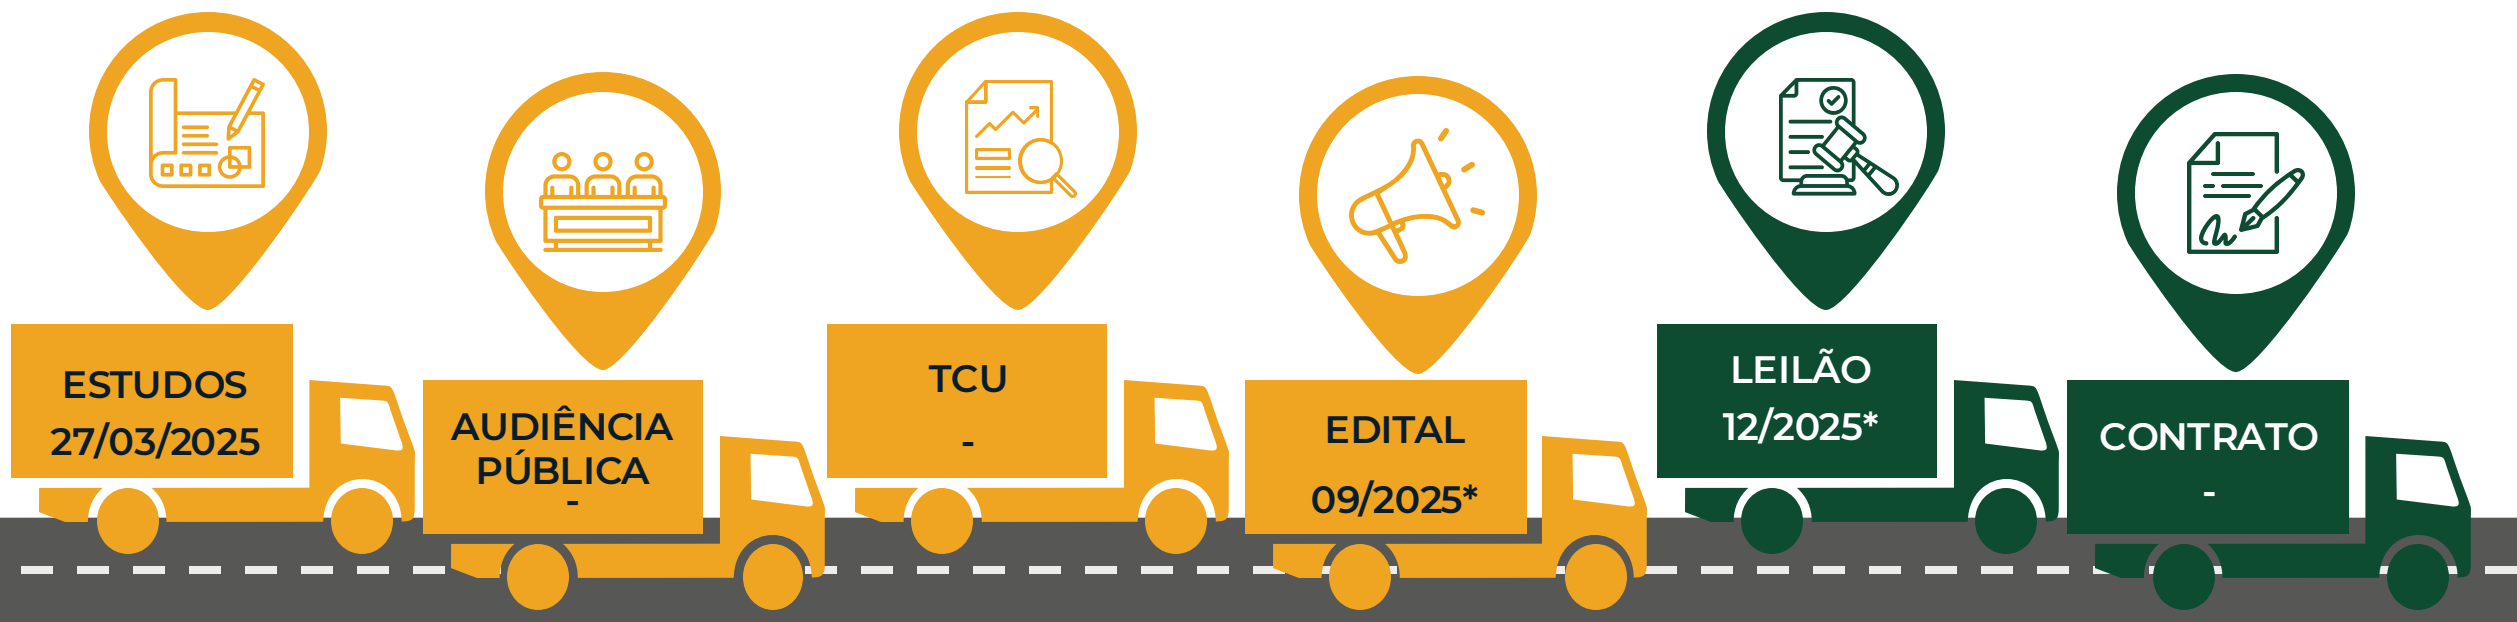 ESTUDOS
27/03/2025
AUDIÊNCIA
PÚBLICA
-
TCU
-
EDITAL
09/2025*
LEILÃO
12/2025*
CONTRATO
-